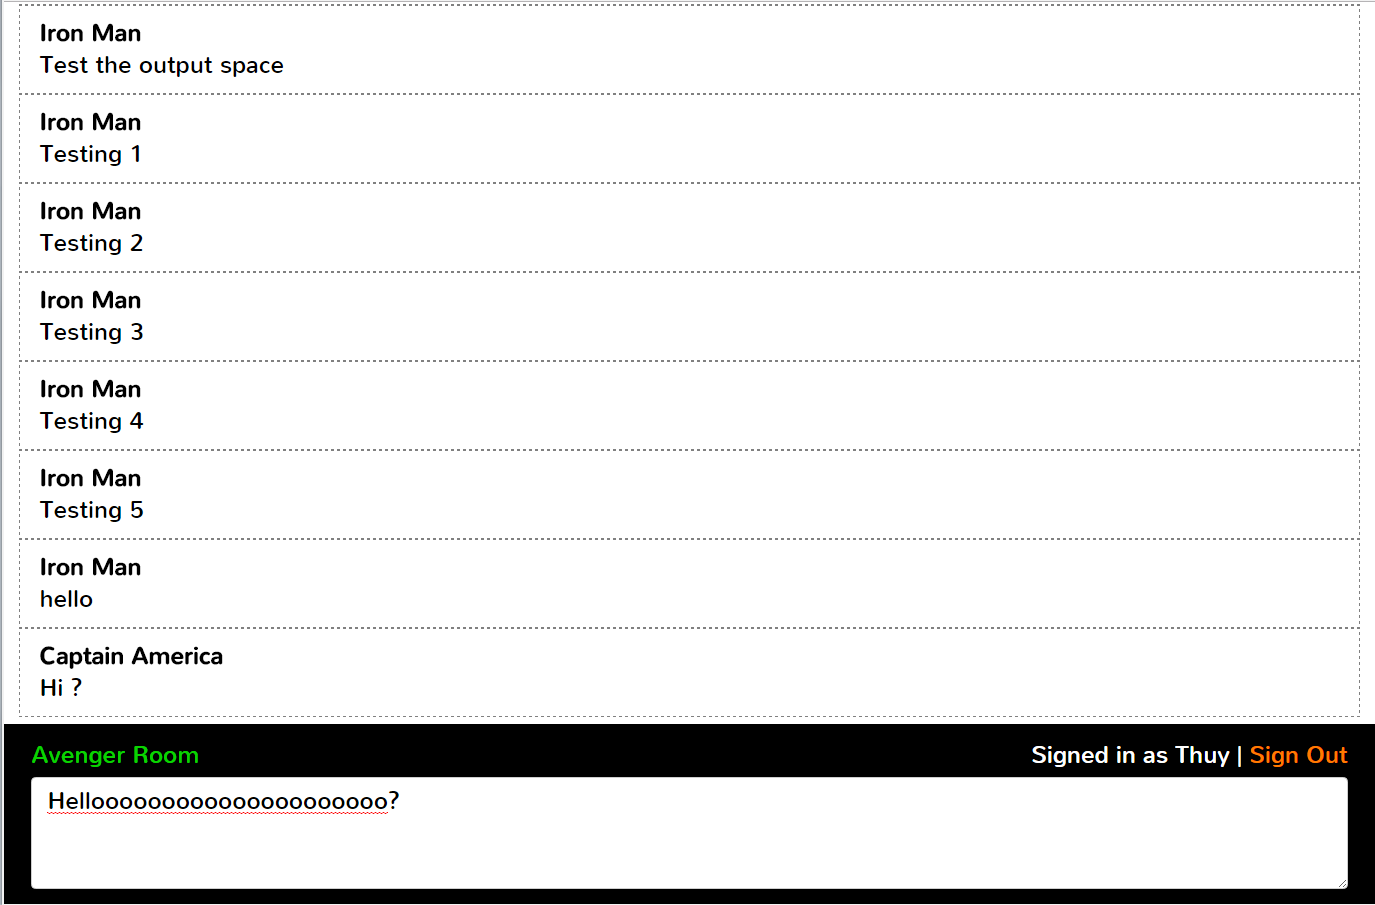 Iron Man
Test the output space
Iron Man
Testing 1
Iron Man
Testing 2
Iron Man
Testing 3
Iron Man
Testing 4
Iron Man
Testing 5
Iron Man
hello
Captain America
Hi ?
Avenger Room
Signed in as Thuy | Sign Out
Hellooooooooooooooooooooo?